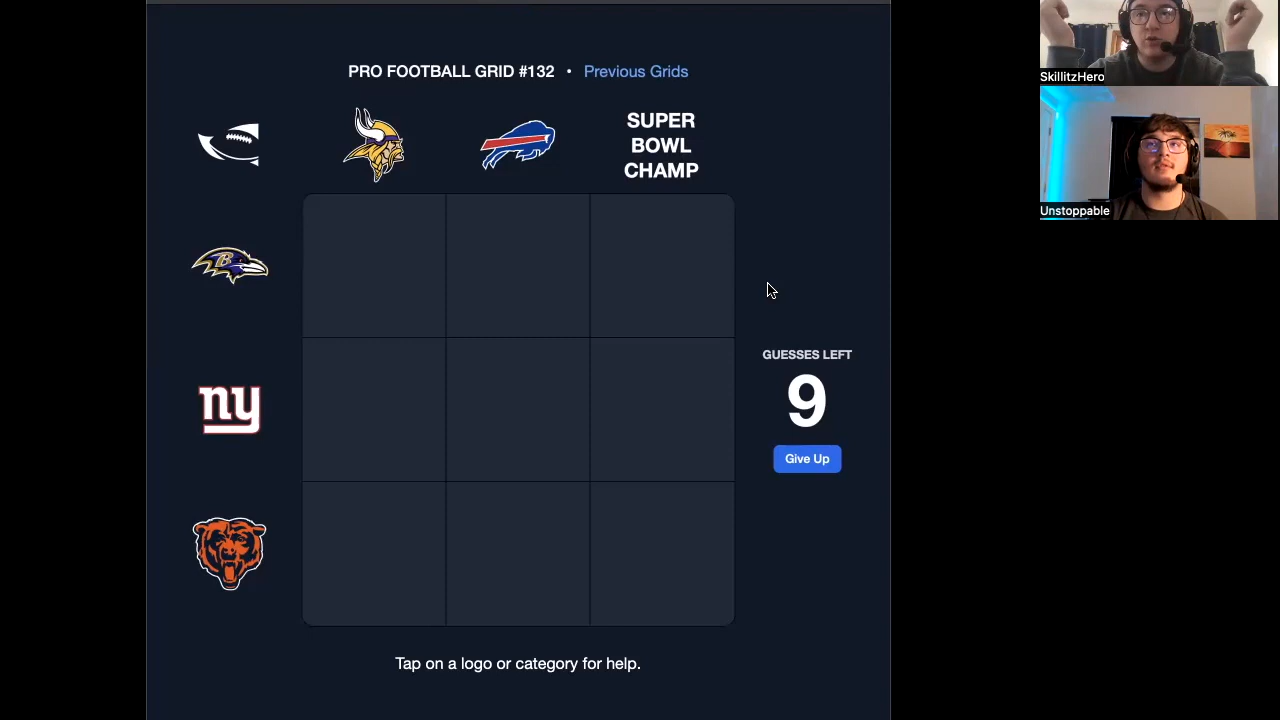 PRO FOOTBALL GRID #132 • Previous Grids
SUPER
BOWL
CHAMP
B
ny
GUESSES LEFT
9
Give Up
Tap on a logo or category for help.
SkillitzHero
Unstoppable